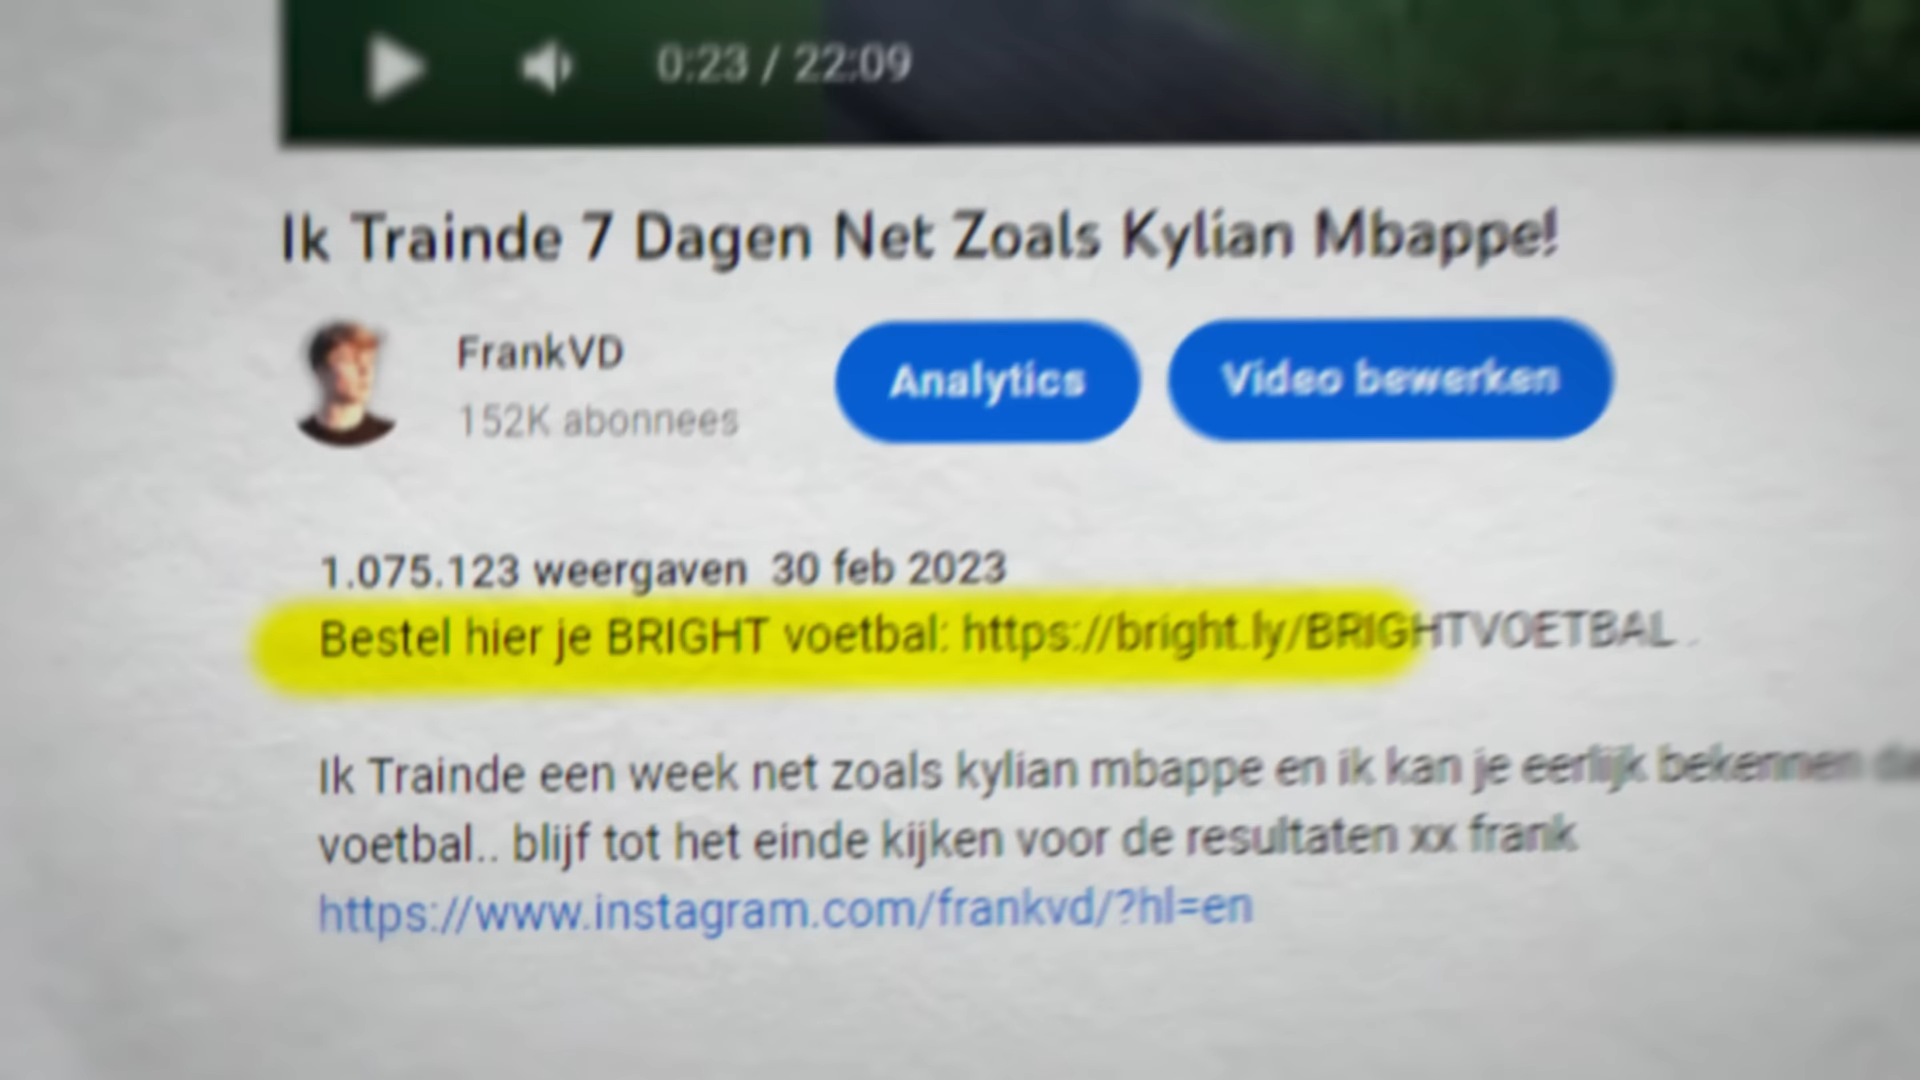 0:23 / 22:09
Ik Trainde 7 Dagen Net Zoals Kylian Mbappe!
FrankVD
152K abonnees
Analytics
Video bewerken
1.075.123 weergaven 30 feb 2023
Bestel hier je BRIGHT voetbal: https://bright.ly/BRIGHTVOETBAL .
Ik Trainde een week net zoals kylian mbappe en ik kan je eerlijk bekennen
voetbal.. blijf tot het einde kijken voor de resultaten xx frank
https://www.instagram.com/frankvd/?hl=en